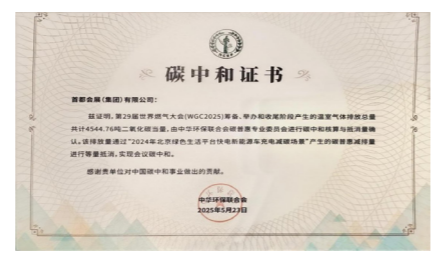 碳中和证书
首都会展(集团)有限公司:
兹证明,第29届世界燃气大会(WGC2025)筹备、举办和收尾阶段产生的温室气体排放总量
共计4544.76吨二氧化碳当量,由中华环保联合会碳普惠专业委员会进行碳中和核算与抵消量确
认。该排放量通过“2024年北京绿色生活平台快电新能源车充电减碳场景”产生的碳普惠减排量
进行等量抵消,实现会议碳中和。
感谢贵单位对中国碳中和事业做出的贡献。
中华环保联合会
2025年5月23日